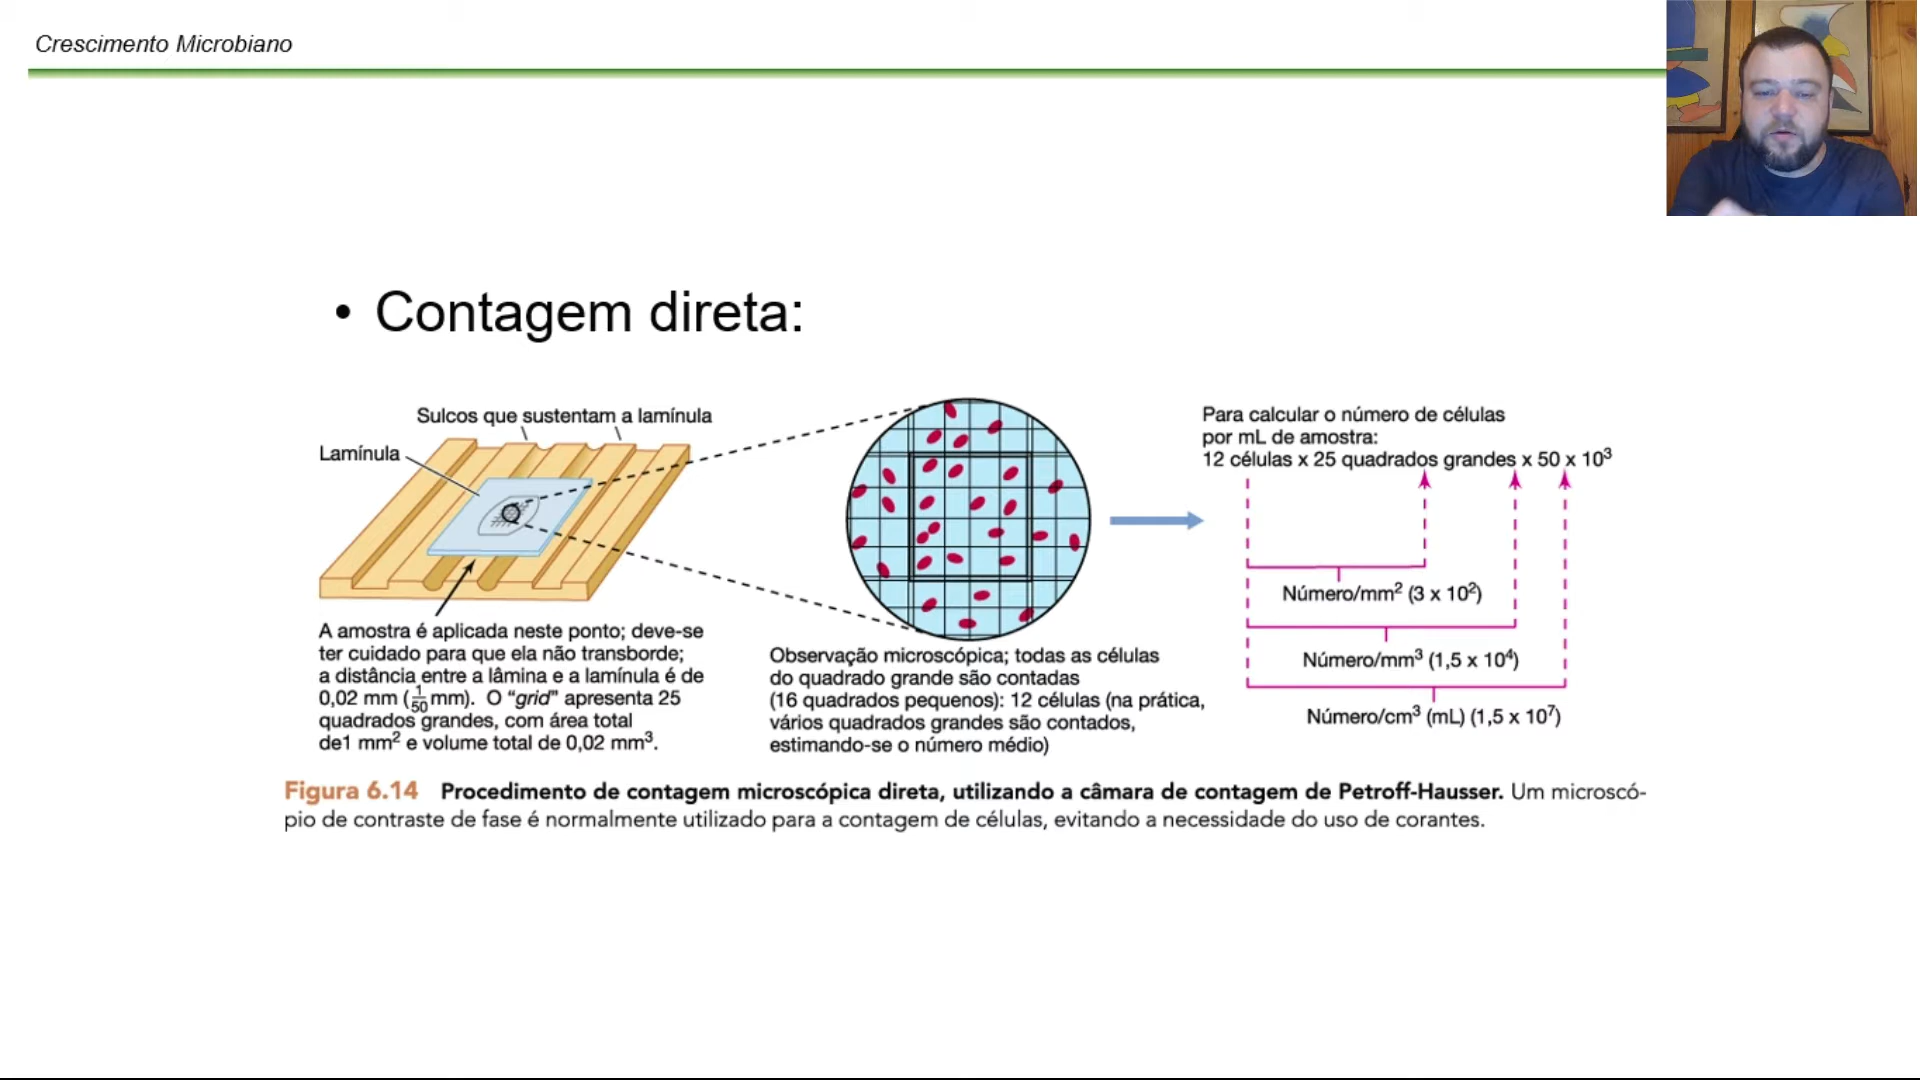 Crescimento Microbiano
• Contagem direta:
Sulcos que sustentam a lamínula
Lamínula
A amostra é aplicada neste ponto; deve-se
ter cuidado para que ela não transborde;
a distância entre a lâmina e a lamínula é de
0,02 mm (1/50 mm). O “grid” apresenta 25
quadrados grandes, com área total
de1 mm² e volume total de 0,02 mm³.
Observação microscópica; todas as células
do quadrado grande são contadas
(16 quadrados pequenos): 12 células (na prática,
vários quadrados grandes são contados,
estimando-se o número médio)
Para calcular o número de células
por mL de amostra:
12 células x 25 quadrados grandes x 50 x 10³
Número/mm² (3 x 10²)
Número/mm³ (1,5 x 10⁴)
Número/cm³ (mL) (1,5 x 10⁷)
Figura 6.14 Procedimento de contagem microscópica direta, utilizando a câmara de contagem de Petroff-Hausser. Um microscó-
pio de contraste de fase é normalmente utilizado para a contagem de células, evitando a necessidade do uso de corantes.